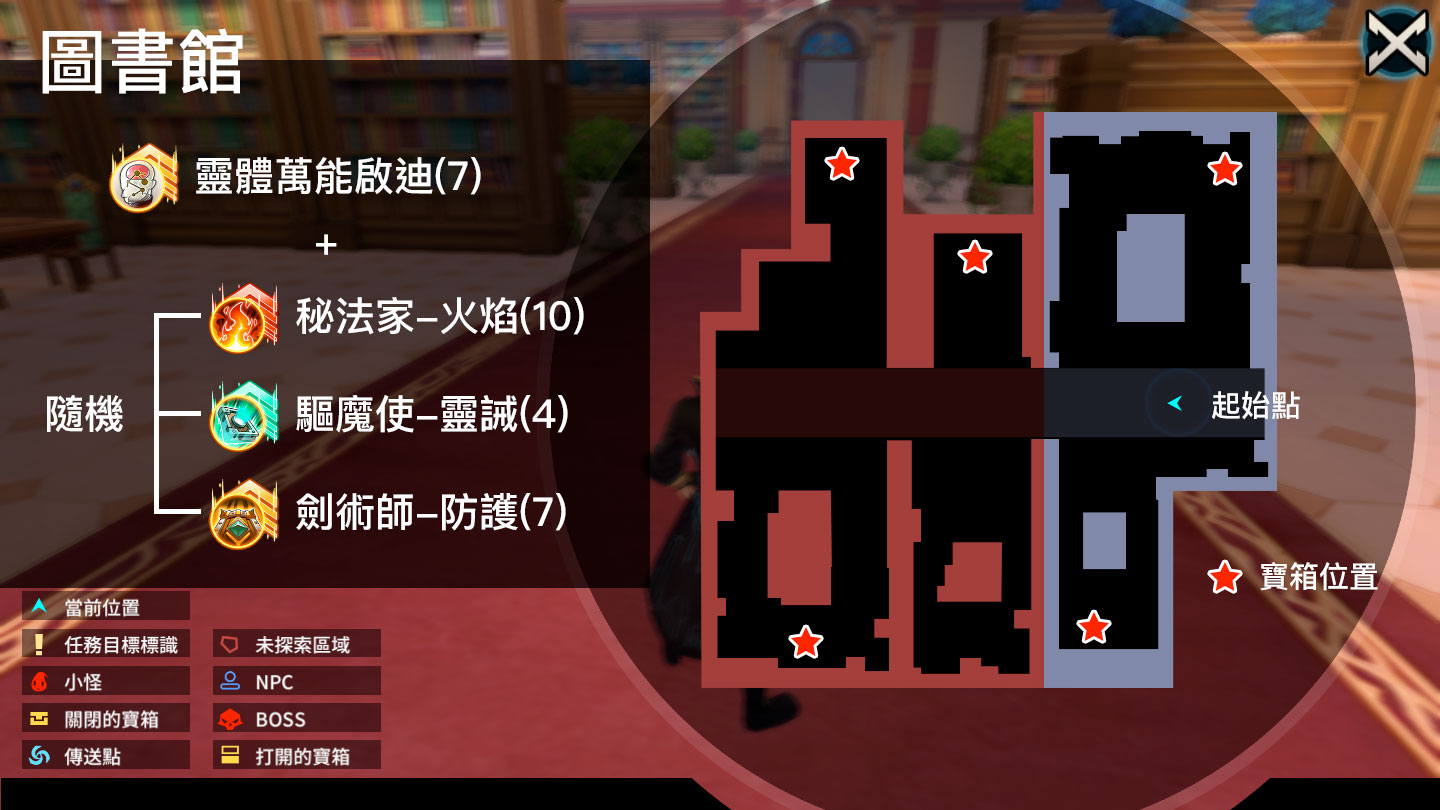 圖書館
靈體萬能啟迪(7)
+
秘法家–火焰(10)
隨機
驅魔使–靈誡(4)
劍術師–防護(7)
起始點
寶箱位置
當前位置
任務目標標識
未探索區域
小怪
NPC
關閉的寶箱
BOSS
傳送點
打開的寶箱